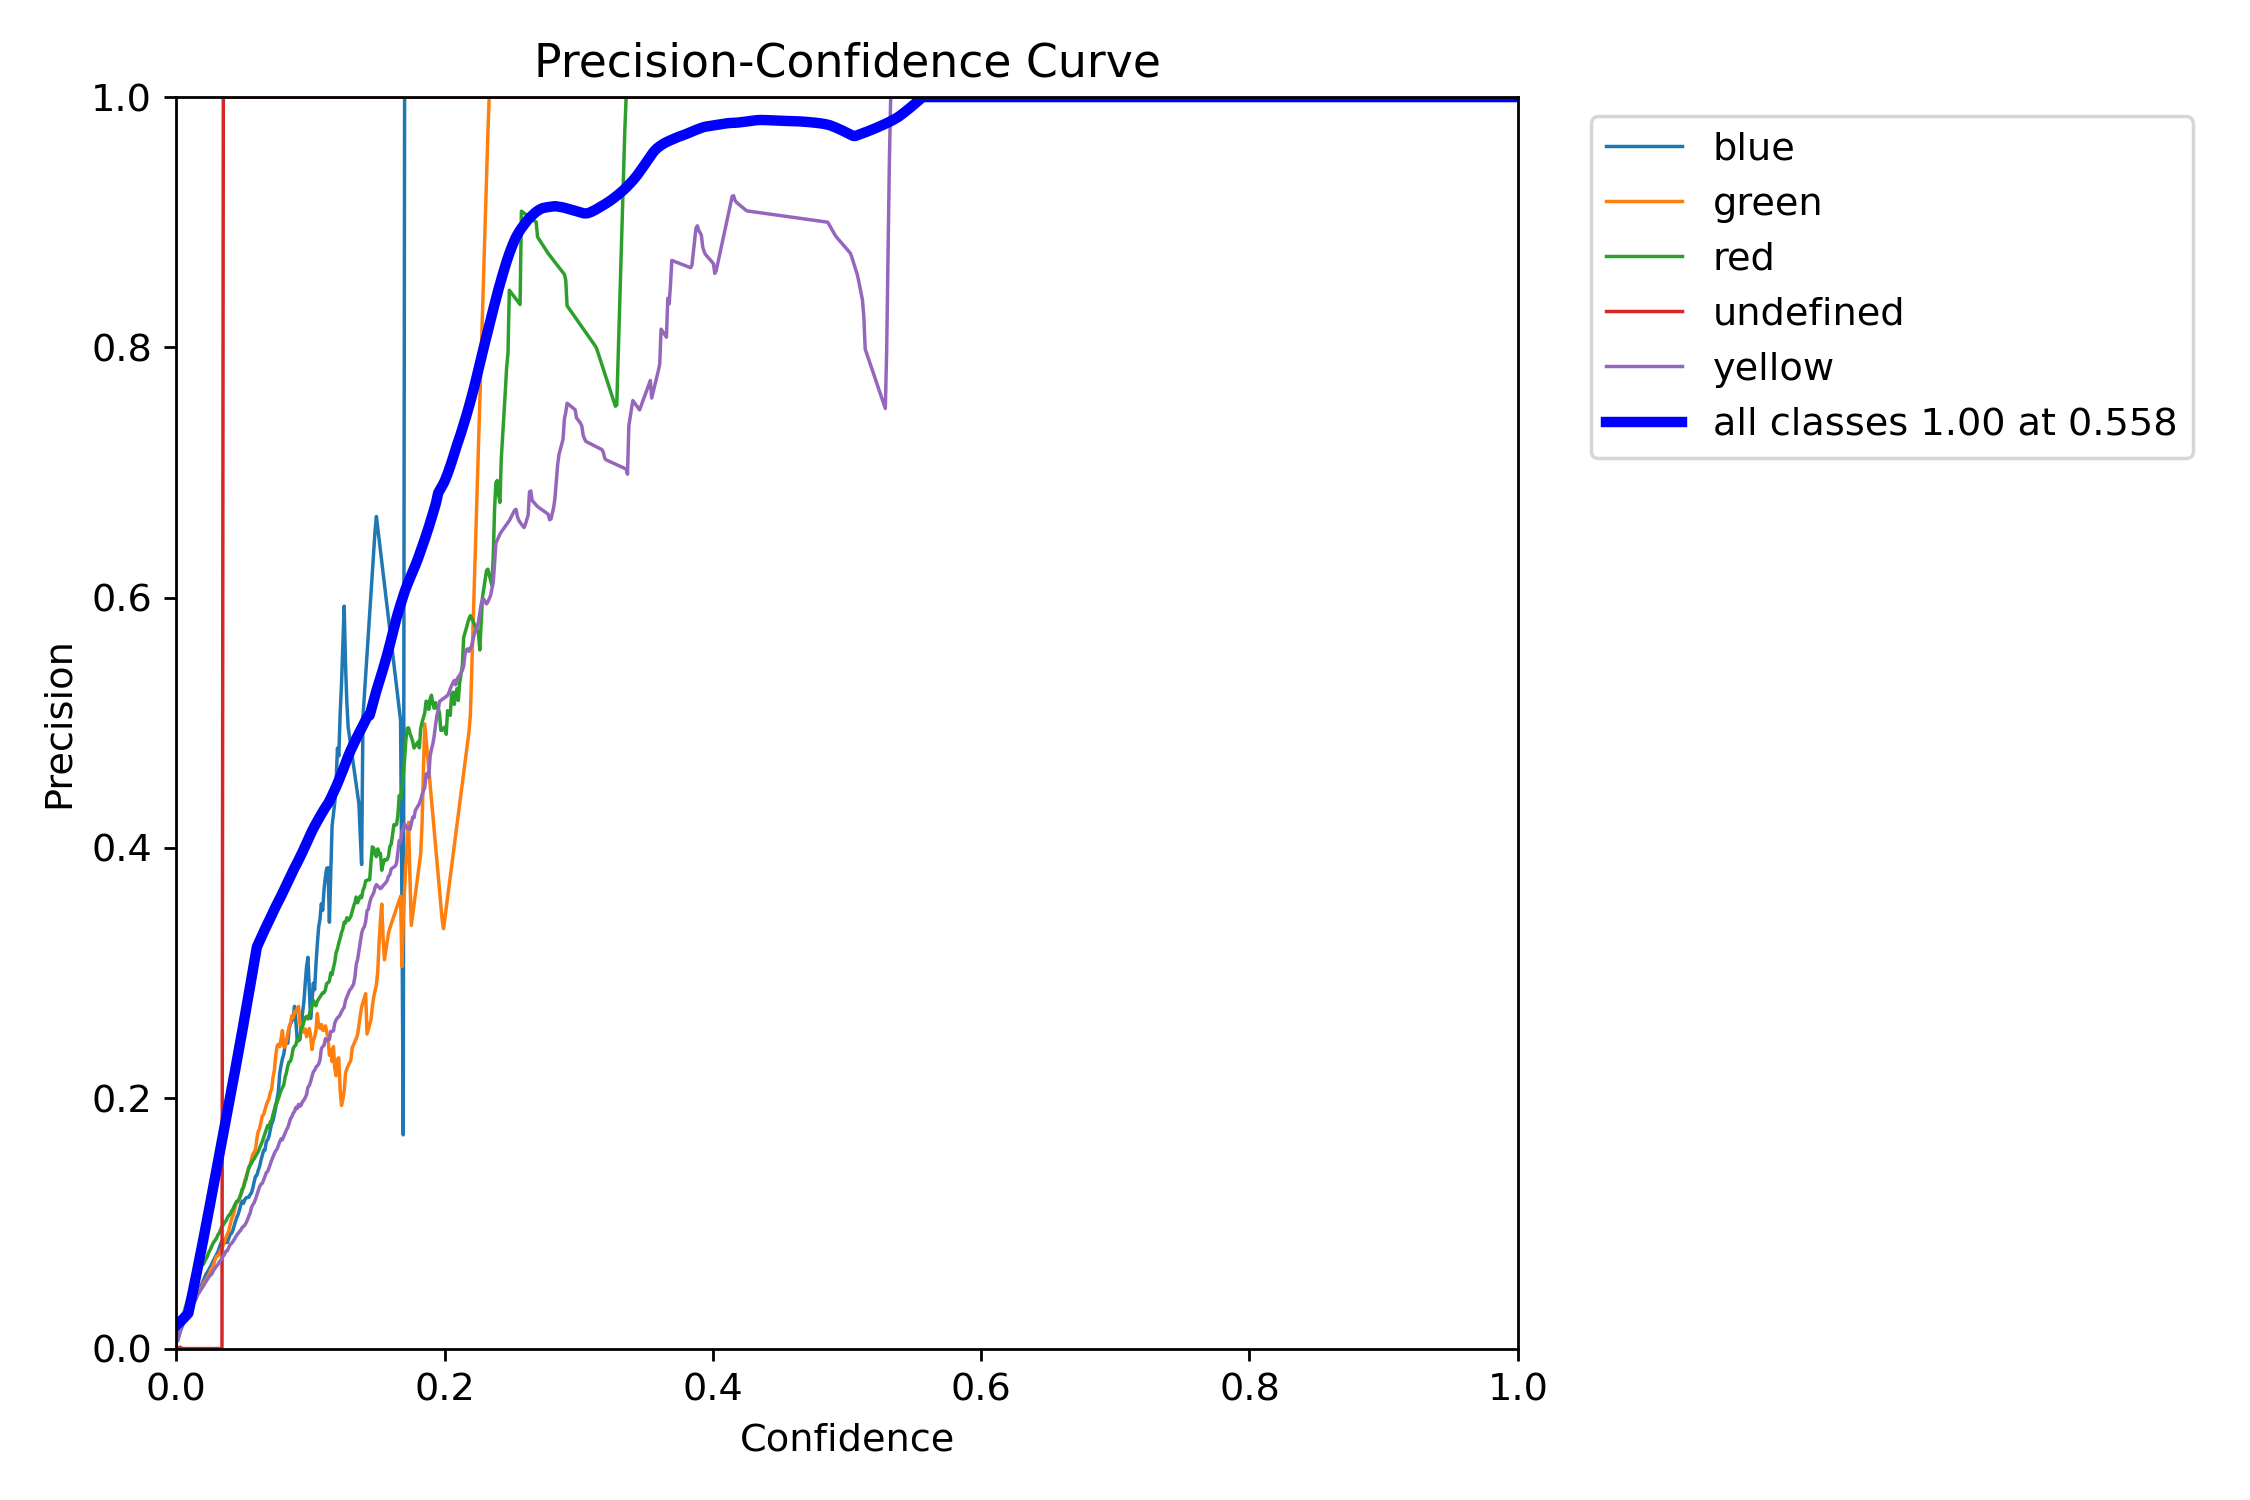 Precision-Confidence Curve
1.0
0.8
0.6
0.4
0.2
0.0
Precision
0.0 0.2 0.4 0.6 0.8 1.0
Confidence
blue
green
red
undefined
yellow
all classes 1.00 at 0.558